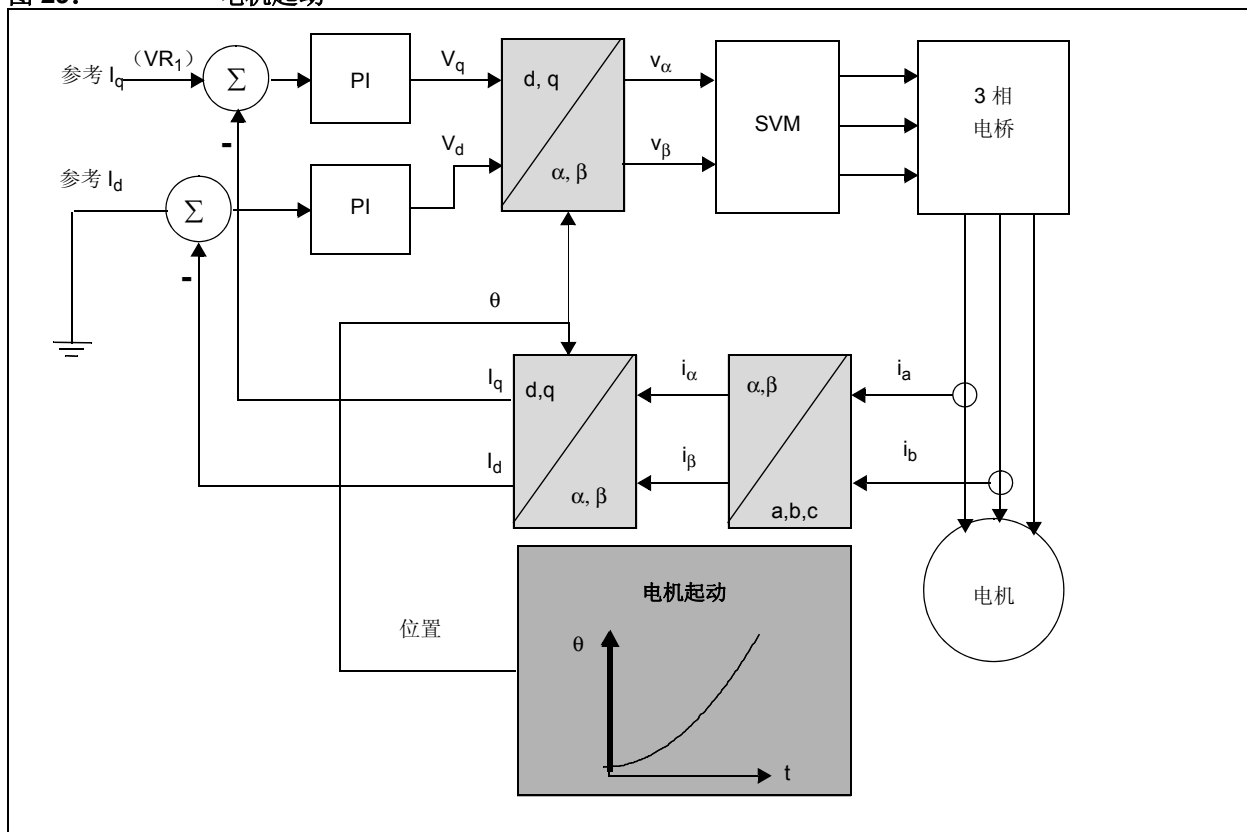 参考 Iq
(VR1)
Σ
PI
Vq
d, q
α, β
vα
vβ
SVM
3 相
电桥
-
参考 Id
Σ
PI
Vd
-
θ
Iq
Id
d,q
α, β
iα
iβ
α,β
a,b,c
ia
ib
电机
位置
电机起动
θ
t